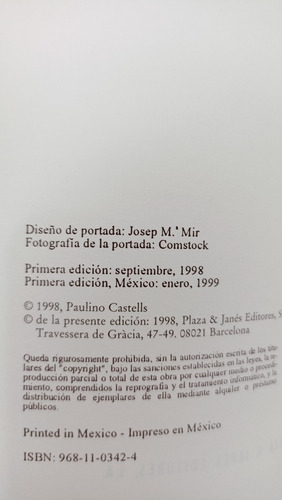 Diseño de portada: Josep M.ª Mir
Fotografía de la portada: Comstock
Primera edición: septiembre, 1998
Primera edición, México: enero, 1999
© 1998, Paulino Castells
© de la presente edición: 1998, Plaza & Janés Editores, S
Travessera de Gràcia, 47-49. 08021 Barcelona
Queda rigurosamente prohibida, sin la autorización escrita de los titu-
lares del "copyright", bajo las sanciones establecidas en las leyes, la re-
producción parcial o total de esta obra por cualquier medio o procedi-
miento, comprendidos la reprografía y el tratamiento informático, y la
distribución de ejemplares de ella mediante alquiler o préstamo
públicos.
Printed in Mexico - Impreso en México
ISBN: 968-11-0342-4